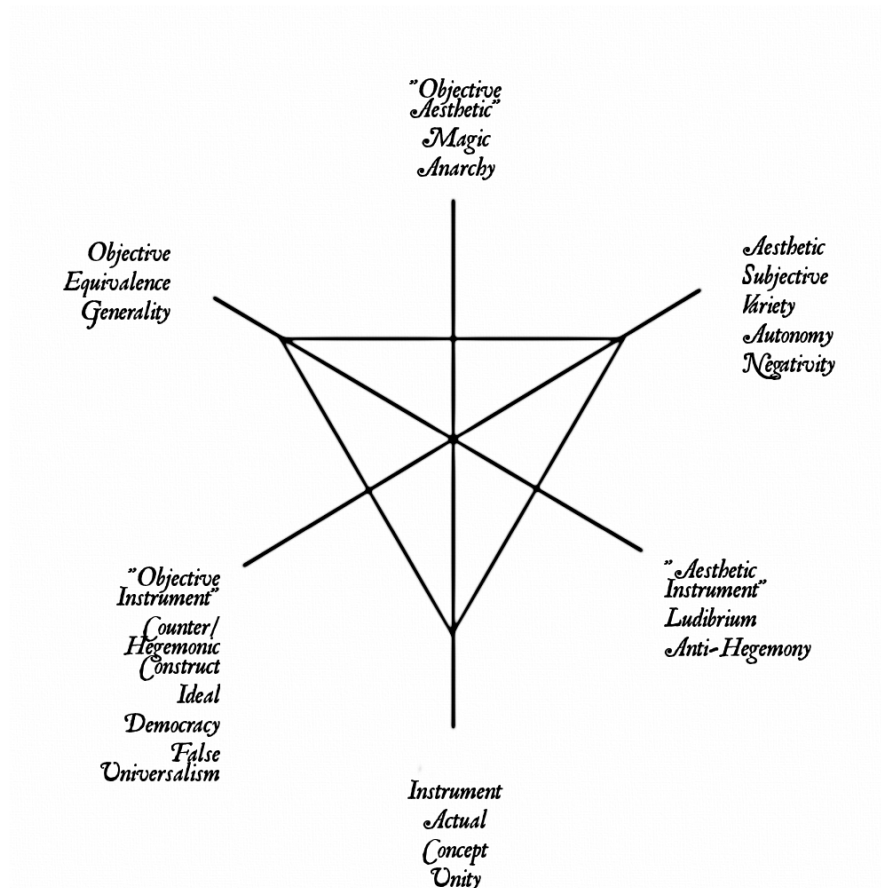 "Objective
Aesthetic"
Magic
Anarchy
Objective
Equivalence
Generality
Aesthetic
Subjective
Variety
Autonomy
Negativity
"Objective
Instrument"
Counter/
Hegemonic
Construct
Ideal
Democracy
False
Universalism
"Aesthetic
Instrument"
Ludibrium
Anti-Hegemony
Instrument
Actual
Concept
Unity